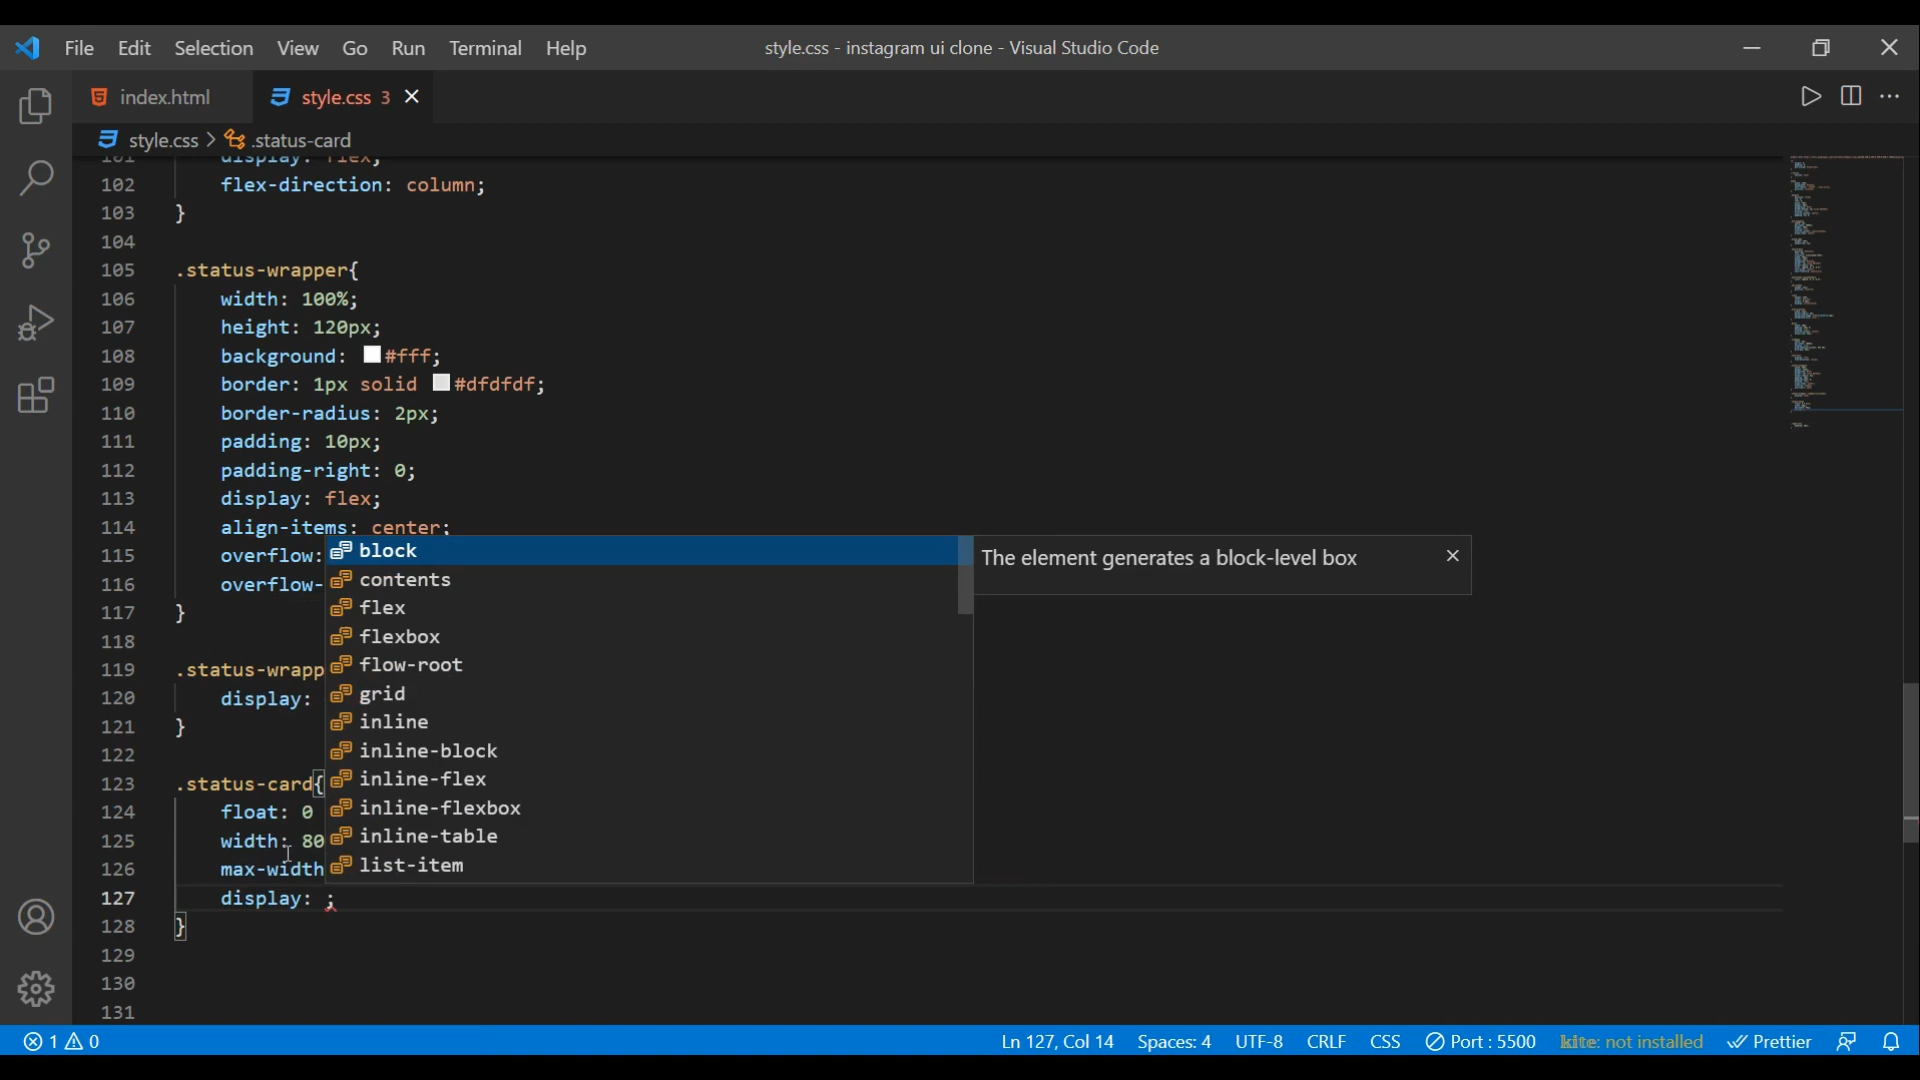 File Edit Selection View Go Run Terminal Help style.css - instagram ui clone - Visual Studio Code
index.html style.css 3
style.css > .status-card
101 display: flex;
102 flex-direction: column;
103 }
104
105 .status-wrapper{
106 width: 100%;
107 height: 120px;
108 background: #fff;
109 border: 1px solid #dfdfdf;
110 border-radius: 2px;
111 padding: 10px;
112 padding-right: 0;
113 display: flex;
114 align-items: center;
115 overflow: block The element generates a block-level box
contents
116 overflow-
flex
117 }
flexbox
118
119 .status-wrapp flow-root
120 display: grid
121 } inline
122 inline-block
123 .status-card{ inline-flex
124 float: 0 inline-flexbox
125 width: 80 inline-table
126 max-width list-item
127 display: ;
128 }
129
130
131
1 0 Ln 127, Col 14 Spaces: 4 UTF-8 CRLF CSS Port : 5500 kite: not installed Prettier